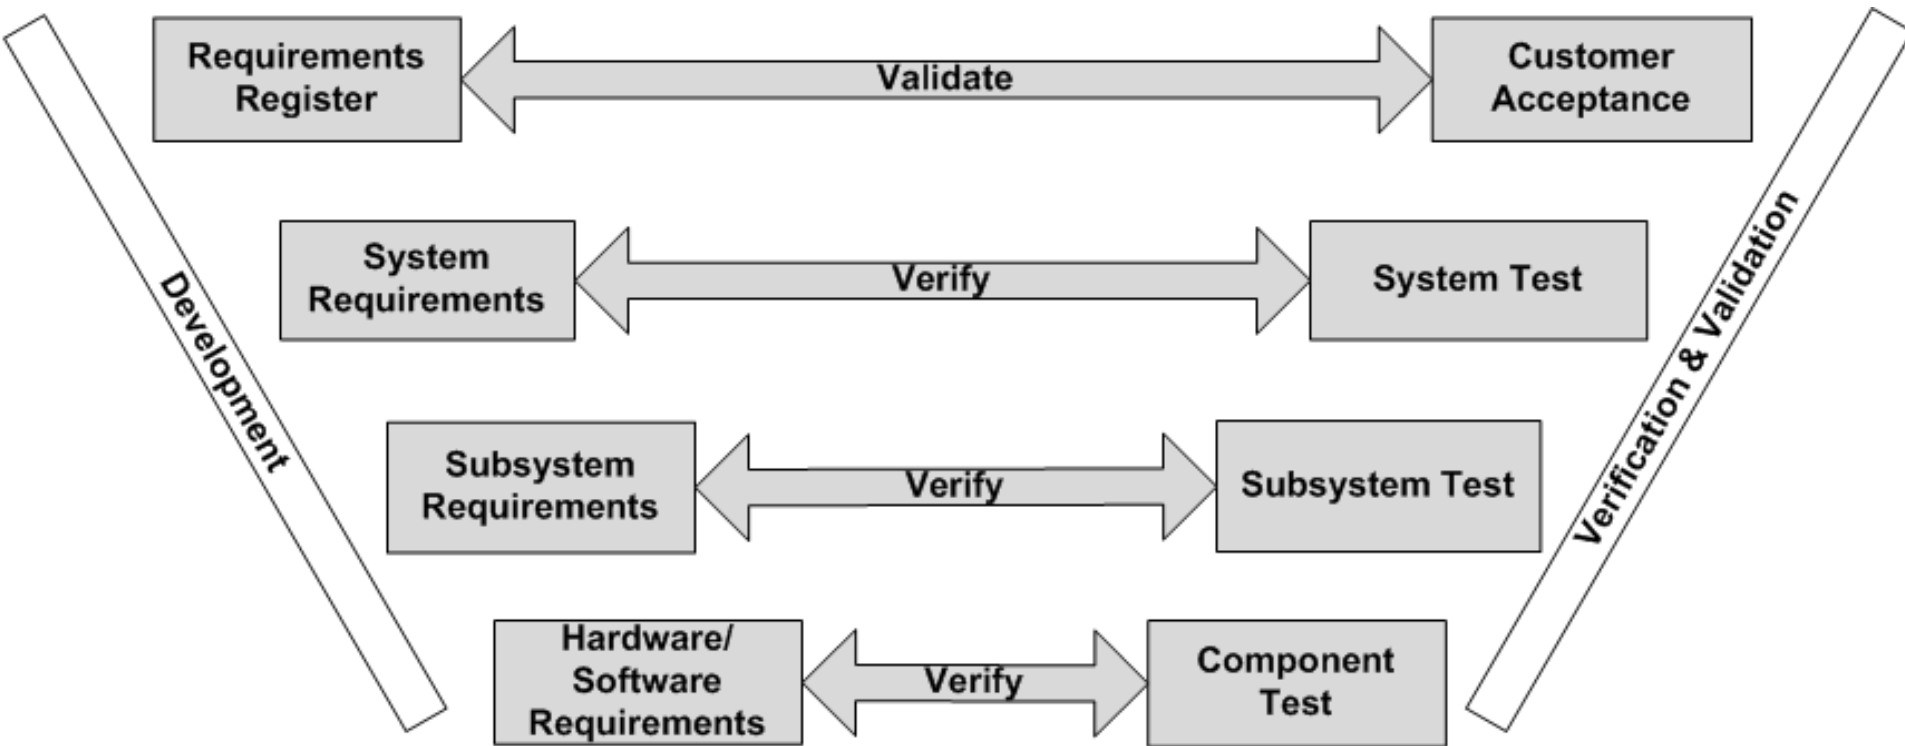 Requirements
Register
Validate
Customer
Acceptance
System
Requirements
Verify
System Test
Development
Verification & Validation
Subsystem
Requirements
Verify
Subsystem Test
Hardware/
Software
Requirements
Verify
Component
Test